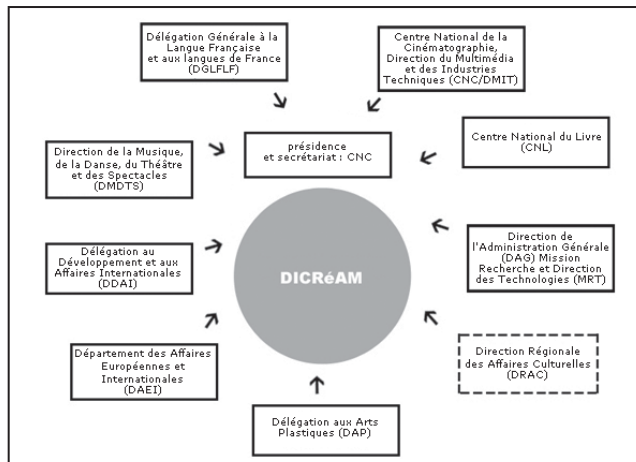 Délégation Générale à la
Langue Française
et aux langues de France
(DGLFLF)
Centre National de la
Cinématographie,
Direction du Multimédia
et des Industries
Techniques (CNC/DMIT)
Direction de la Musique,
de la Danse, du Théâtre
et des Spectacles
(DMDTS)
présidence
et secrétariat : CNC
Centre National du Livre
(CNL)
Délégation au
Développement et aux
Affaires Internationales
(DDAI)
DICRéAM
Direction de
l'Administration Générale
(DAG) Mission
Recherche et Direction
des Technologies (MRT)
Département des Affaires
Européennes et
Internationales
(DAEI)
Direction Régionale
des Affaires Culturelles
(DRAC)
Délégation aux Arts
Plastiques (DAP)